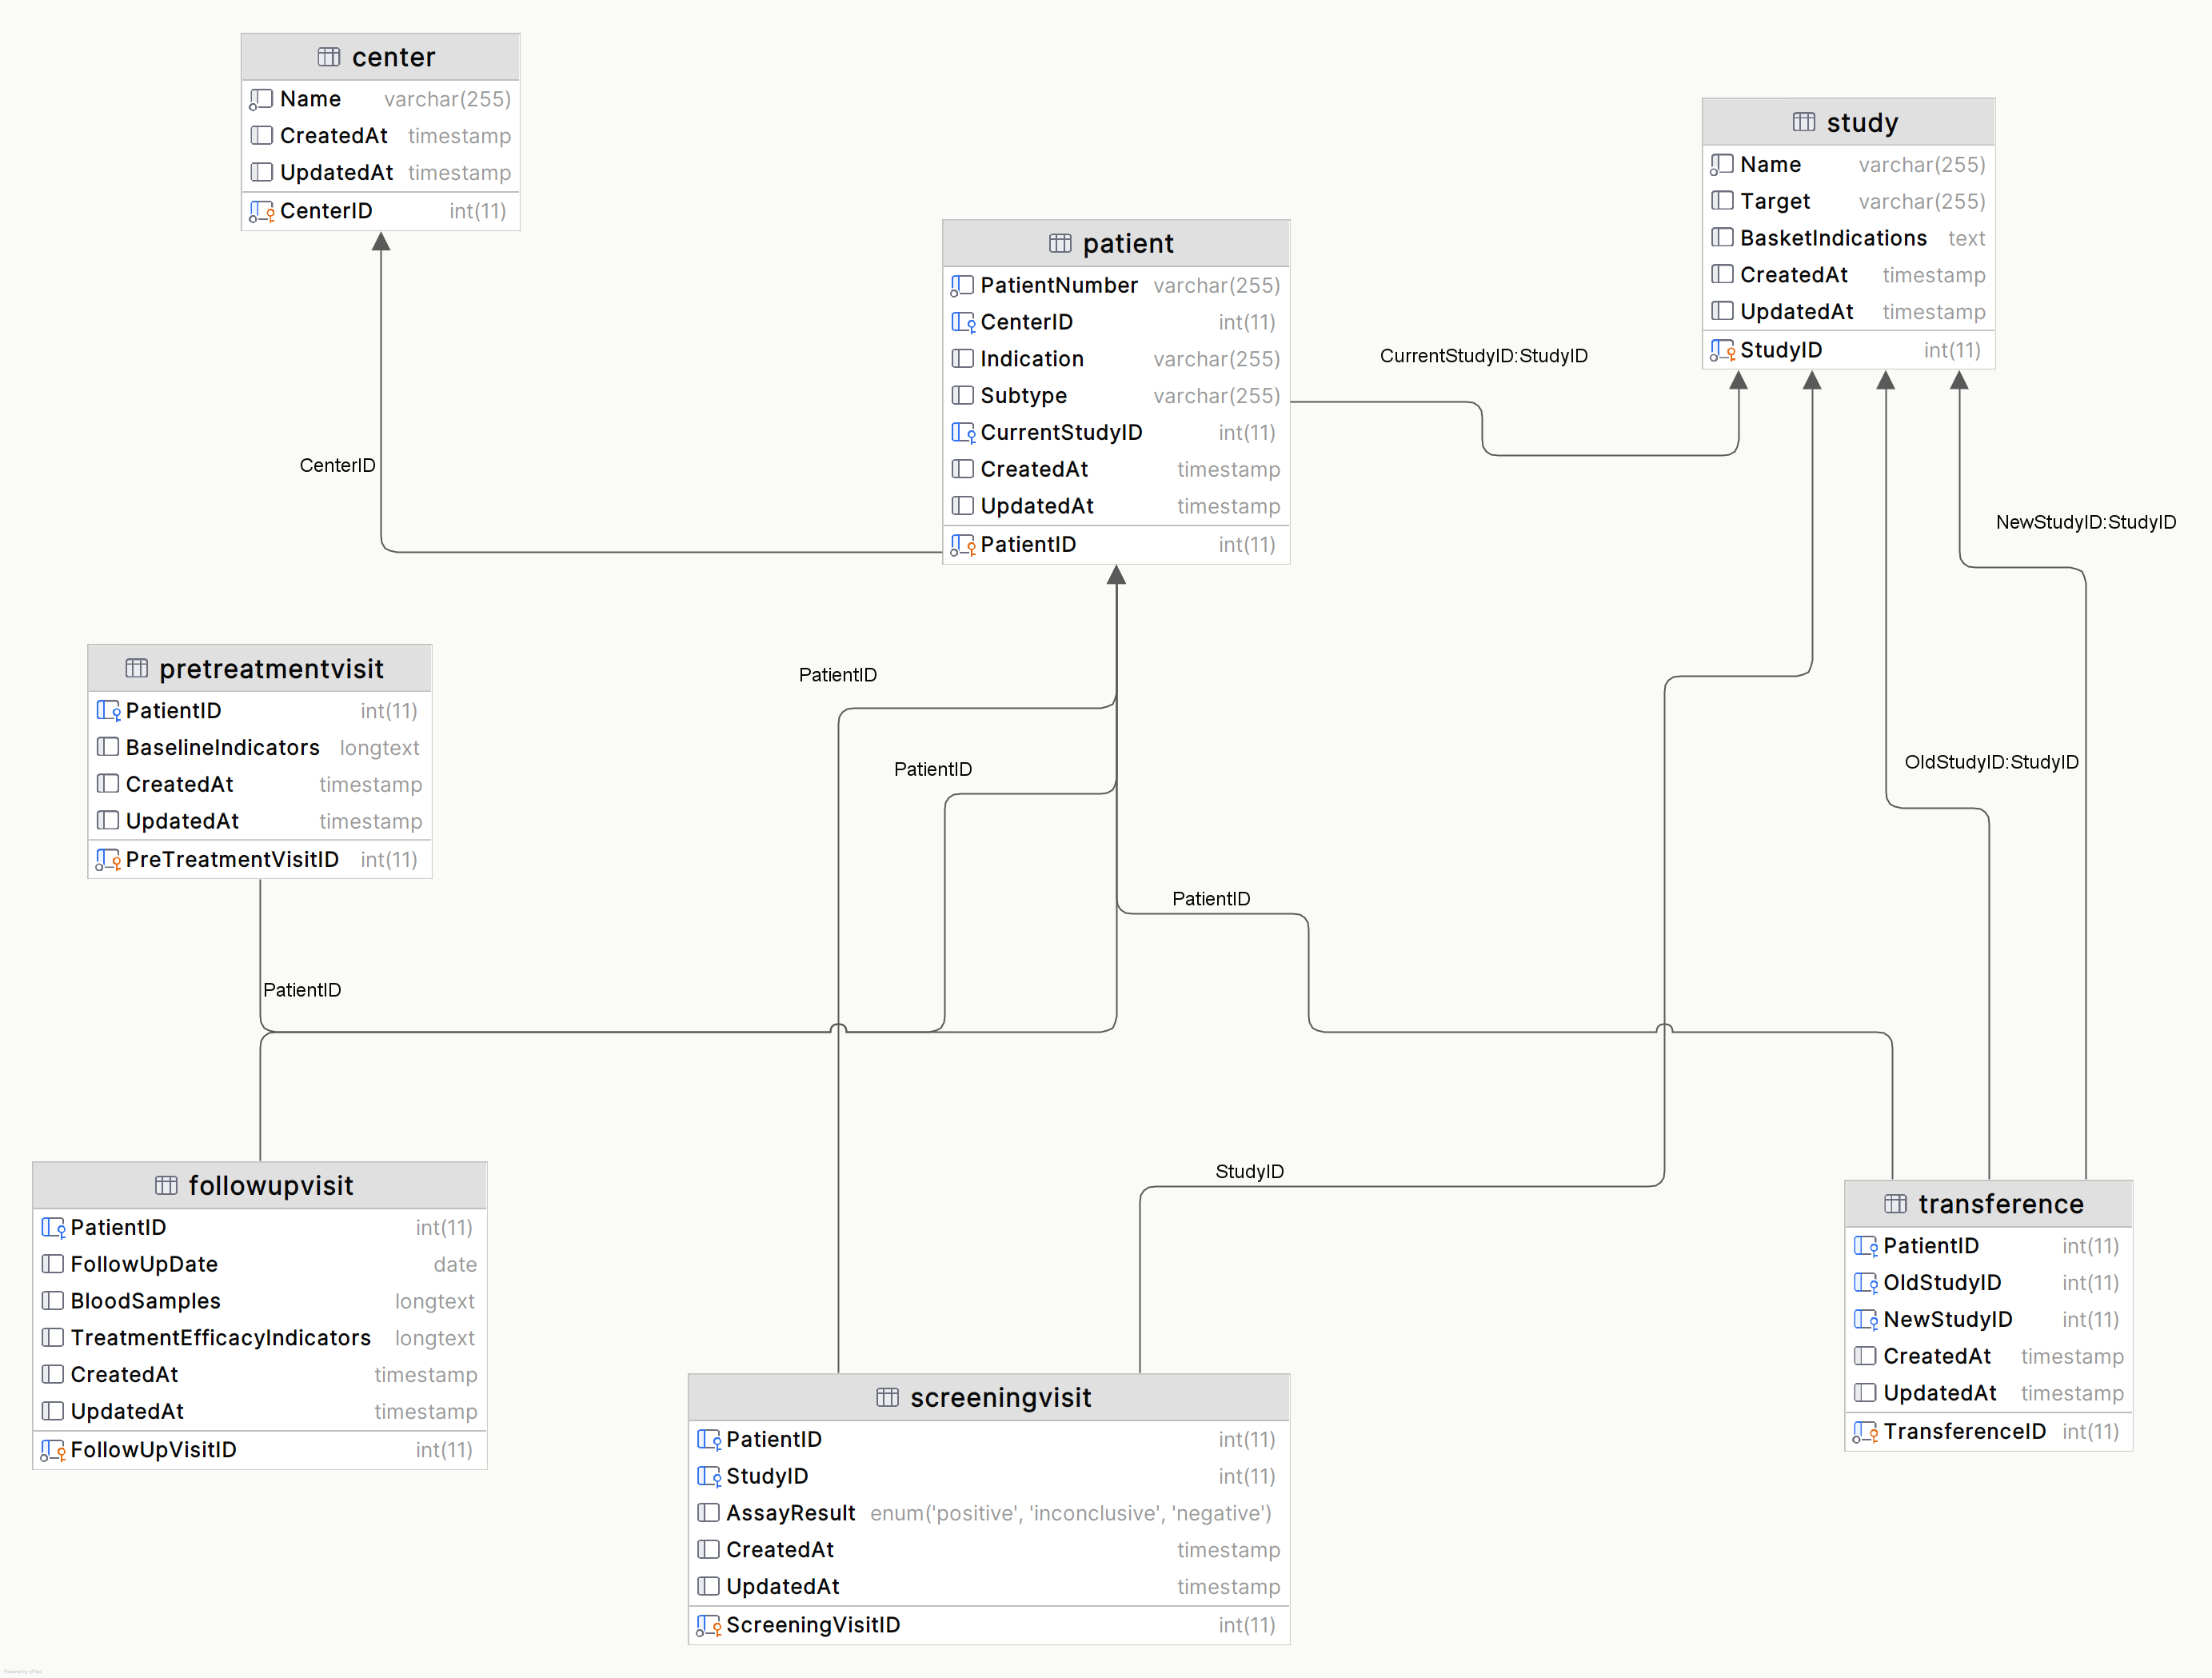 center
Name varchar(255)
CreatedAt timestamp
UpdatedAt timestamp
CenterID int(11)
study
Name varchar(255)
Target varchar(255)
BasketIndications text
CreatedAt timestamp
UpdatedAt timestamp
StudyID int(11)
patient
PatientNumber varchar(255)
CenterID int(11)
Indication varchar(255)
Subtype varchar(255)
CurrentStudyID int(11)
CreatedAt timestamp
UpdatedAt timestamp
PatientID int(11)
CurrentStudyID:StudyID
CenterID
NewStudyID:StudyID
pretreatmentvisit
PatientID int(11)
BaselineIndicators longtext
CreatedAt timestamp
UpdatedAt timestamp
PreTreatmentVisitID int(11)
PatientID
PatientID
OldStudyID:StudyID
PatientID
PatientID
StudyID
followupvisit
PatientID int(11)
FollowUpDate date
BloodSamples longtext
TreatmentEfficacyIndicators longtext
CreatedAt timestamp
UpdatedAt timestamp
FollowUpVisitID int(11)
transference
PatientID int(11)
OldStudyID int(11)
NewStudyID int(11)
CreatedAt timestamp
UpdatedAt timestamp
TransferenceID int(11)
screeningvisit
PatientID int(11)
StudyID int(11)
AssayResult enum('positive', 'inconclusive', 'negative')
CreatedAt timestamp
UpdatedAt timestamp
ScreeningVisitID int(11)
Powered by yFiles